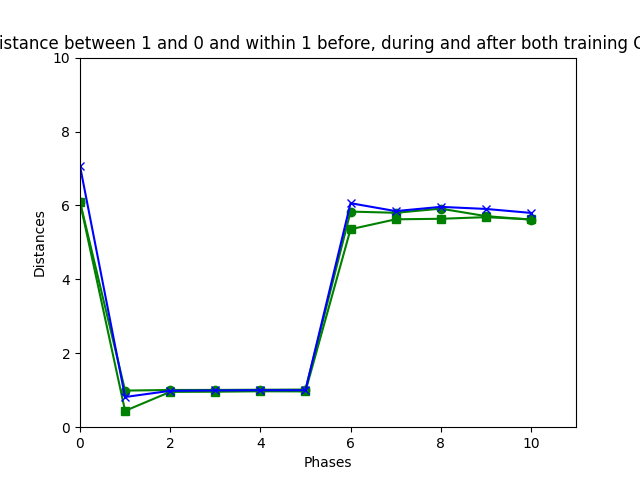 istance between 1 and 0 and within 1 before, during and after both training
10
8
6
4
2
0
Distances
0 2 4 6 8 10
Phases